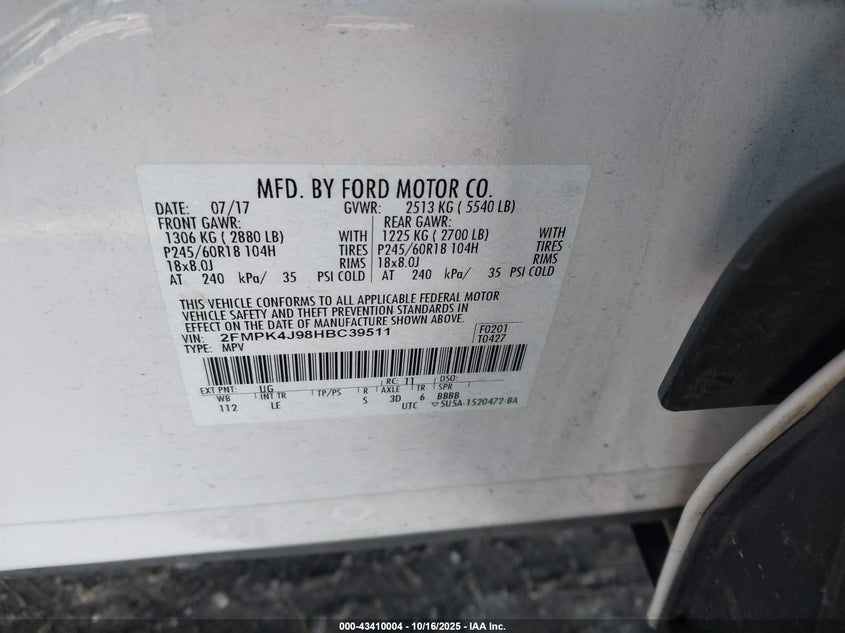 MFD. BY FORD MOTOR CO.
DATE: 07/17 GVWR: 2513 KG ( 5540 LB)
FRONT GAWR: REAR GAWR:
1306 KG ( 2880 LB) WITH 1225 KG ( 2700 LB) WITH
P245/60R18 104H TIRES P245/60R18 104H TIRES
18x8.0J RIMS 18x8.0J RIMS
AT 240 kPa/ 35 PSI COLD AT 240 kPa/ 35 PSI COLD
THIS VEHICLE CONFORMS TO ALL APPLICABLE FEDERAL MOTOR
VEHICLE SAFETY AND THEFT PREVENTION STANDARDS IN
EFFECT ON THE DATE OF MANUFACTURE SHOWN ABOVE.
VIN: 2FMPK4J98HBC39511 F0201
TYPE: MPV T0427
EXT PNT: UG RC: 11 DSO:
WB INT TR TP/PS R AXLE TR SPR
112 LE S 3D 6 BBBB
UTC ▽5U5A-1520472-BA
000-43410004 - 10/16/2025 - IAA Inc.